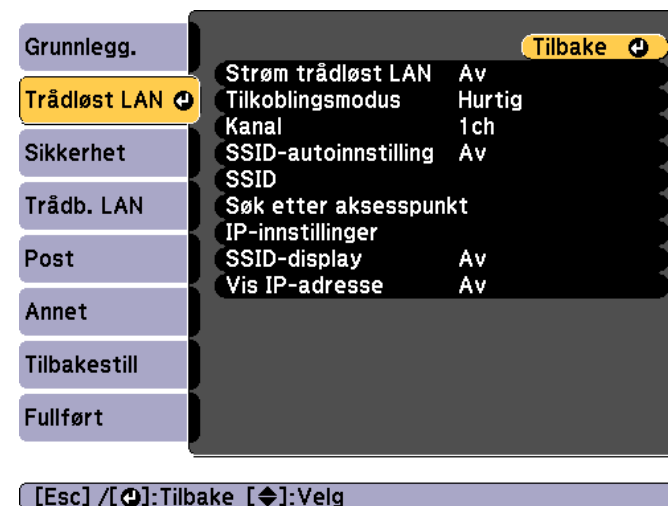 Grunnlegg.
Trådløst LAN
Sikkerhet
Trådb. LAN
Post
Annet
Tilbakestill
Fullført
Tilbake
Strøm trådløst LAN Av
Tilkoblingsmodus Hurtig
Kanal 1ch
SSID-autoinnstilling Av
SSID
Søk etter aksesspunkt
IP-innstillinger
SSID-display Av
Vis IP-adresse Av
[Esc] /[⏎]:Tilbake [◆]:Velg